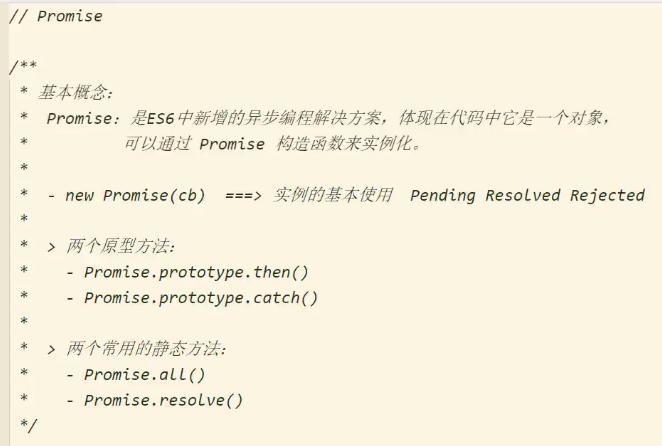 // Promise
/**
* 基本概念：
* Promise：是ES6中新增的异步编程解决方案，体现在代码中它是一个对象，
* 可以通过 Promise 构造函数来实例化。
*
* - new Promise(cb) ===> 实例的基本使用 Pending Resolved Rejected
*
* > 两个原型方法：
* - Promise.prototype.then()
* - Promise.prototype.catch()
*
* > 两个常用的静态方法：
* - Promise.all()
* - Promise.resolve()
*/